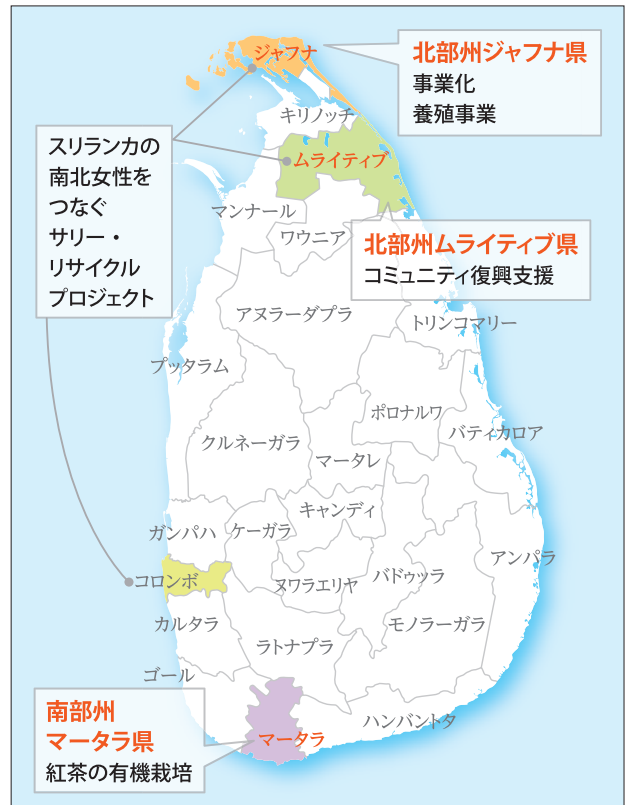 ジャフナ
北部州ジャフナ県
事業化
養殖事業
キリノッチ
スリランカの
南北女性を
つなぐ
サリー・
リサイクル
プロジェクト
ムライティブ
マンナール
ワウニア
北部州ムライティブ県
コミュニティ復興支援
アヌラーダプラ
トリンコマリー
プッタラム
ポロナルワ
バティカロア
クルネーガラ
マータレ
キャンディ
ガンパハ
ケーガラ
アンパラ
コロンボ
ヌワラエリヤ
バドゥッラ
カルタラ
モノラーガラ
ラトナプラ
ゴール
南部州
マータラ県
紅茶の有機栽培
マータラ
ハンバントタ